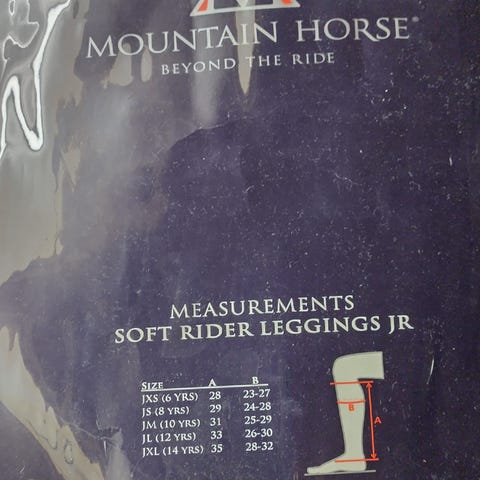 MOUNTAIN HORSE®
BEYOND THE RIDE
MEASUREMENTS
SOFT RIDER LEGGINGS JR
SIZE A B
JXS (6 YRS) 28 23-27
JS (8 YRS) 29 24-28
JM (10 YRS) 31 25-29
JL (12 YRS) 33 26-30
JXL (14 YRS) 35 28-32
B
A